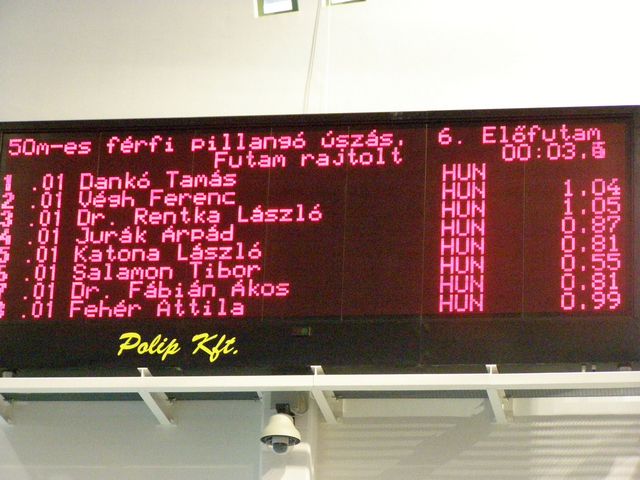 50m-es férfi pillangó úszás, 6. Előfutam
Futam rajtolt 00:03.
1 .01 Dankó Tamás HUN
2 .01 Végh Ferenc HUN 1.04
3 .01 Dr. Rentka László HUN 1.05
4 .01 Jurák Árpád HUN 0.87
5 .01 Katona László HUN 0.81
6 .01 Salamon Tibor HUN 0.55
7 .01 Dr. Fábián Ákos HUN 0.81
8 .01 Fehér Attila HUN 0.99
Polip Kft.